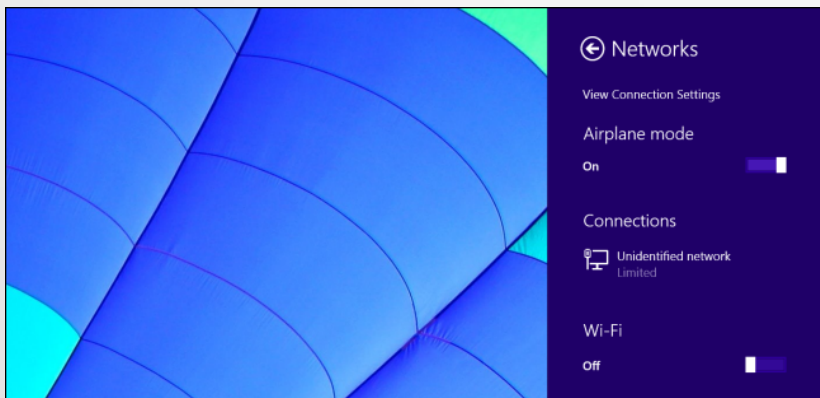 Networks
View Connection Settings
Airplane mode
On
Connections
Unidentified network
Limited
Wi-Fi
Off